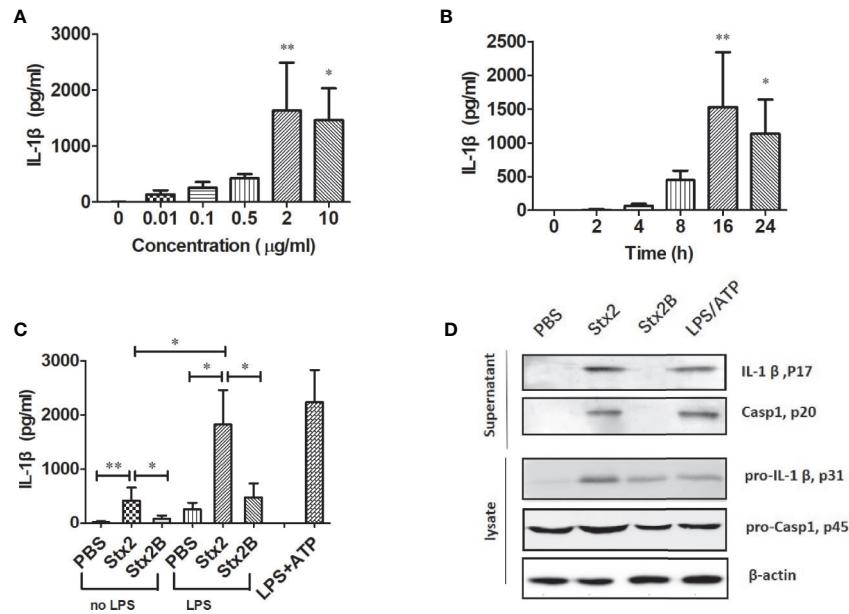 A
IL-1β (pg/ml)
3000
2000
1000
0
**
*
0 0.01 0.1 0.5 2 10
Concentration ( μg/ml)
B
IL-1β (pg/ml)
2500
2000
1500
1000
500
0
**
*
0 2 4 8 16 24
Time (h)
C
IL-1β (pg/ml)
3000
2000
1000
0
*
* *
** *
PBS Stx2 Stx2B PBS Stx2 Stx2B LPS+ATP
no LPS LPS
D
PBS Stx2 Stx2B LPS/ATP
Supernatant
IL-1 β ,P17
Casp1, p20
lysate
pro-IL-1 β, p31
pro-Casp1, p45
β-actin